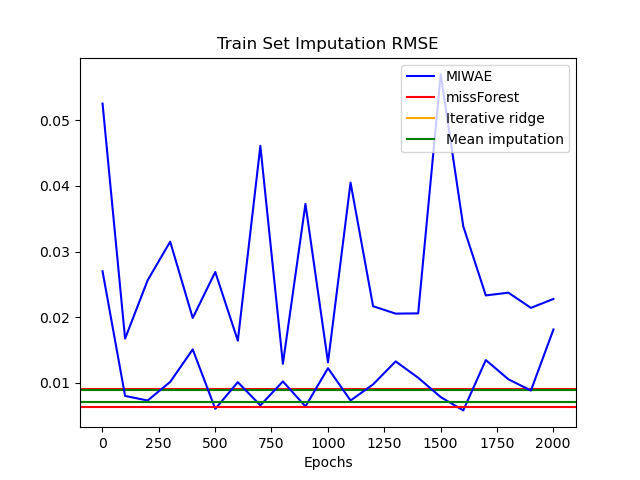 Train Set Imputation RMSE
MIWAE
missForest
Iterative ridge
Mean imputation
0.05
0.04
0.03
0.02
0.01
0 250 500 750 1000 1250 1500 1750 2000
Epochs